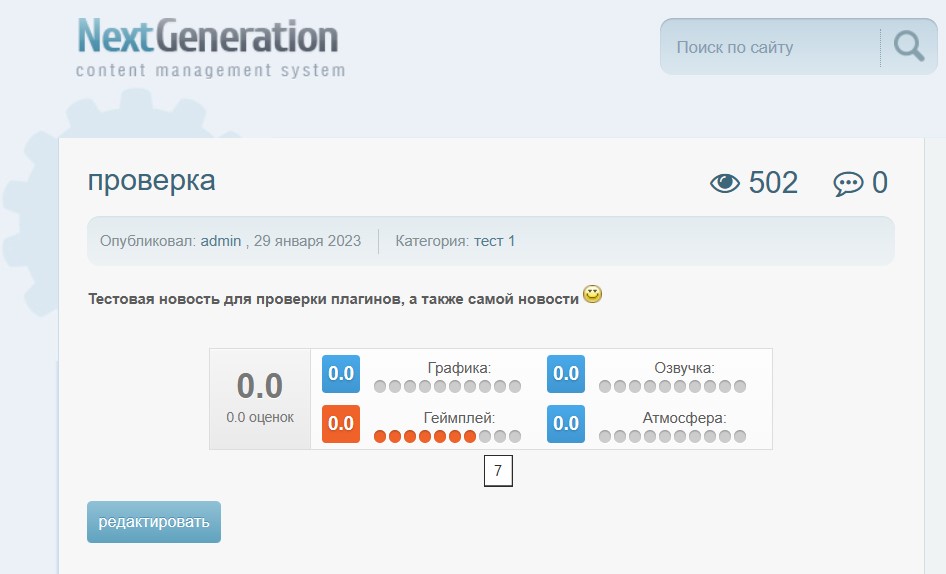 NextGeneration
content management system
Поиск по сайту
проверка
502
0
Опубликовал: admin , 29 января 2023
Категория: тест 1
Тестовая новость для проверки плагинов, а также самой новости
0.0
0.0 оценок
0.0
Графика:
0.0
Озвучка:
0.0
Геймплей:
0.0
Атмосфера:
7
редактировать